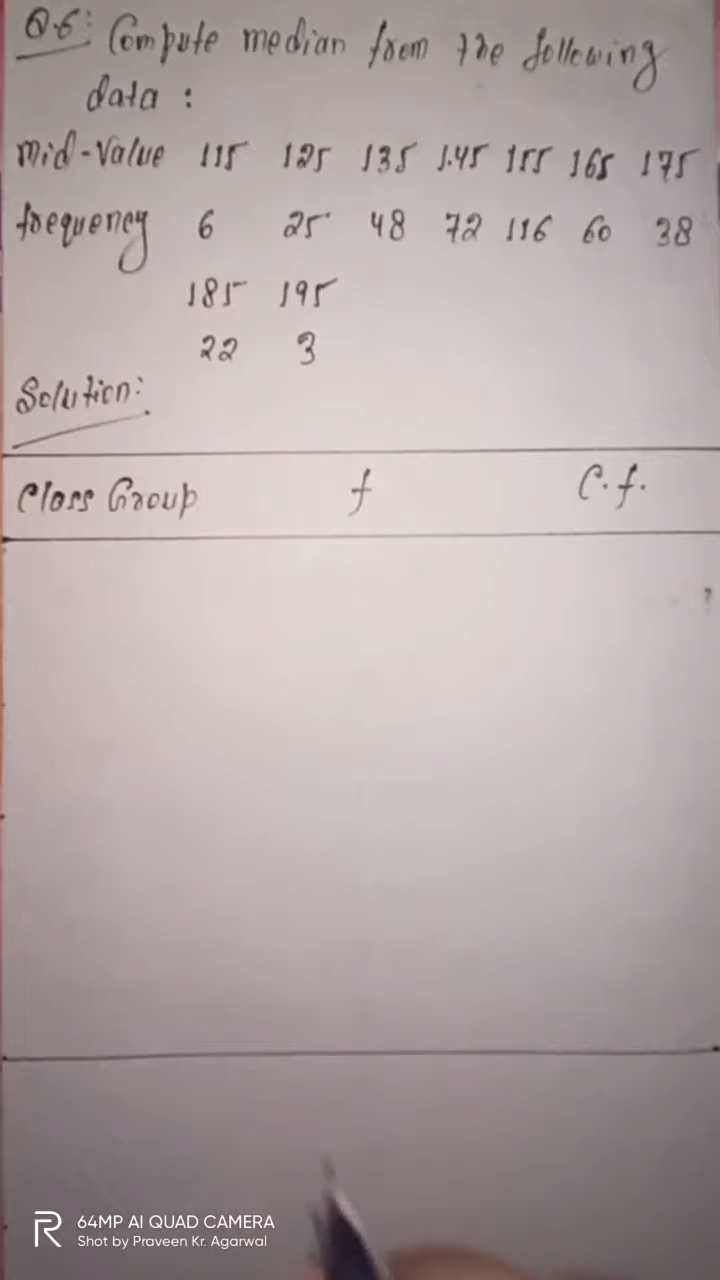 Q.6: Compute median from the following
data :
Mid-Value 115 125 135 145 155 165 175
frequency 6 25 48 72 116 60 38
185 195
22 3
Solution:
Class Group f C.f.
R 64MP AI QUAD CAMERA
Shot by Praveen Kr. Agarwal